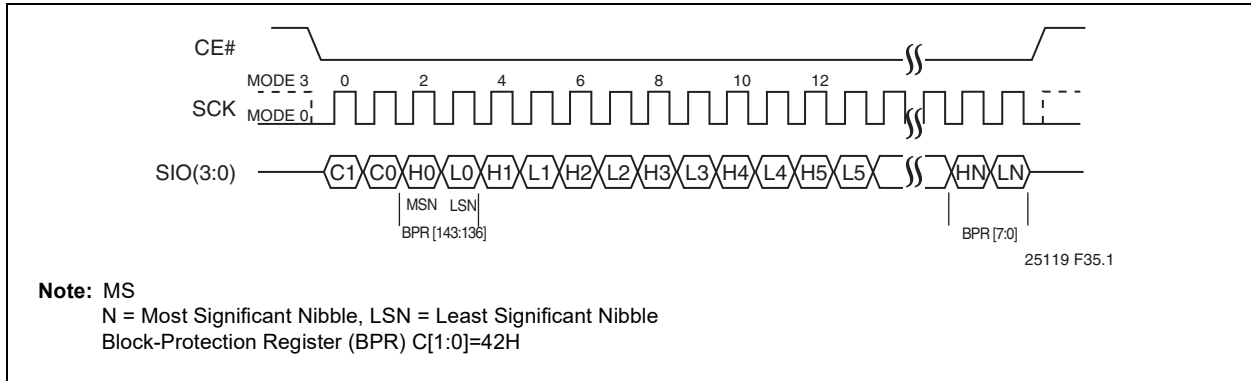 CE#
MODE 3 0 2 4 6 8 10 12
SCK MODE 0
SIO(3:0) C1 C0 H0 L0 H1 L1 H2 L2 H3 L3 H4 L4 H5 L5 HN LN
MSN LSN
BPR [143:136] BPR [7:0]
25119 F35.1
Note: MS
N = Most Significant Nibble, LSN = Least Significant Nibble
Block-Protection Register (BPR) C[1:0]=42H